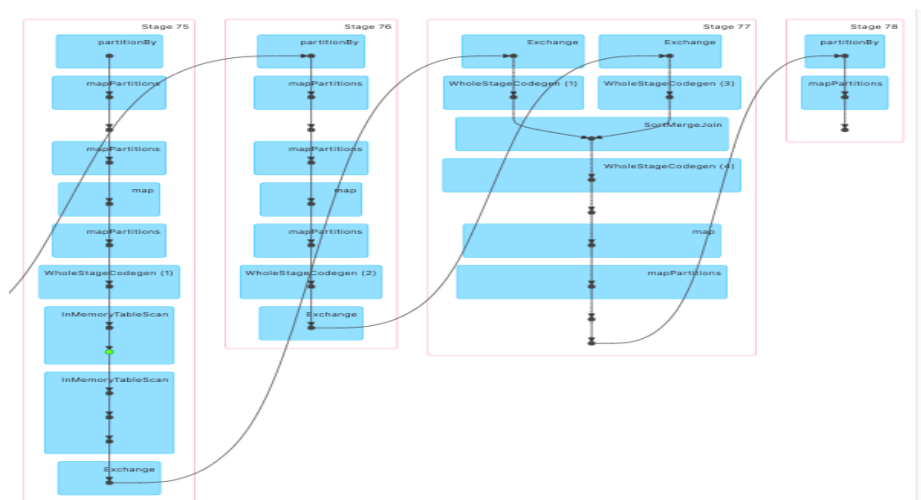 Stage 75
partitionBy
mapPartitions
mapPartitions
map
mapPartitions
WholeStageCodegen (1)
InMemoryTableScan
InMemoryTableScan
Exchange
Stage 76
partitionBy
mapPartitions
mapPartitions
map
mapPartitions
WholeStageCodegen (2)
Exchange
Stage 77
Exchange
Exchange
WholeStageCodegen (1)
WholeStageCodegen (3)
SortMergeJoin
WholeStageCodegen (4)
map
mapPartitions
Stage 78
partitionBy
mapPartitions